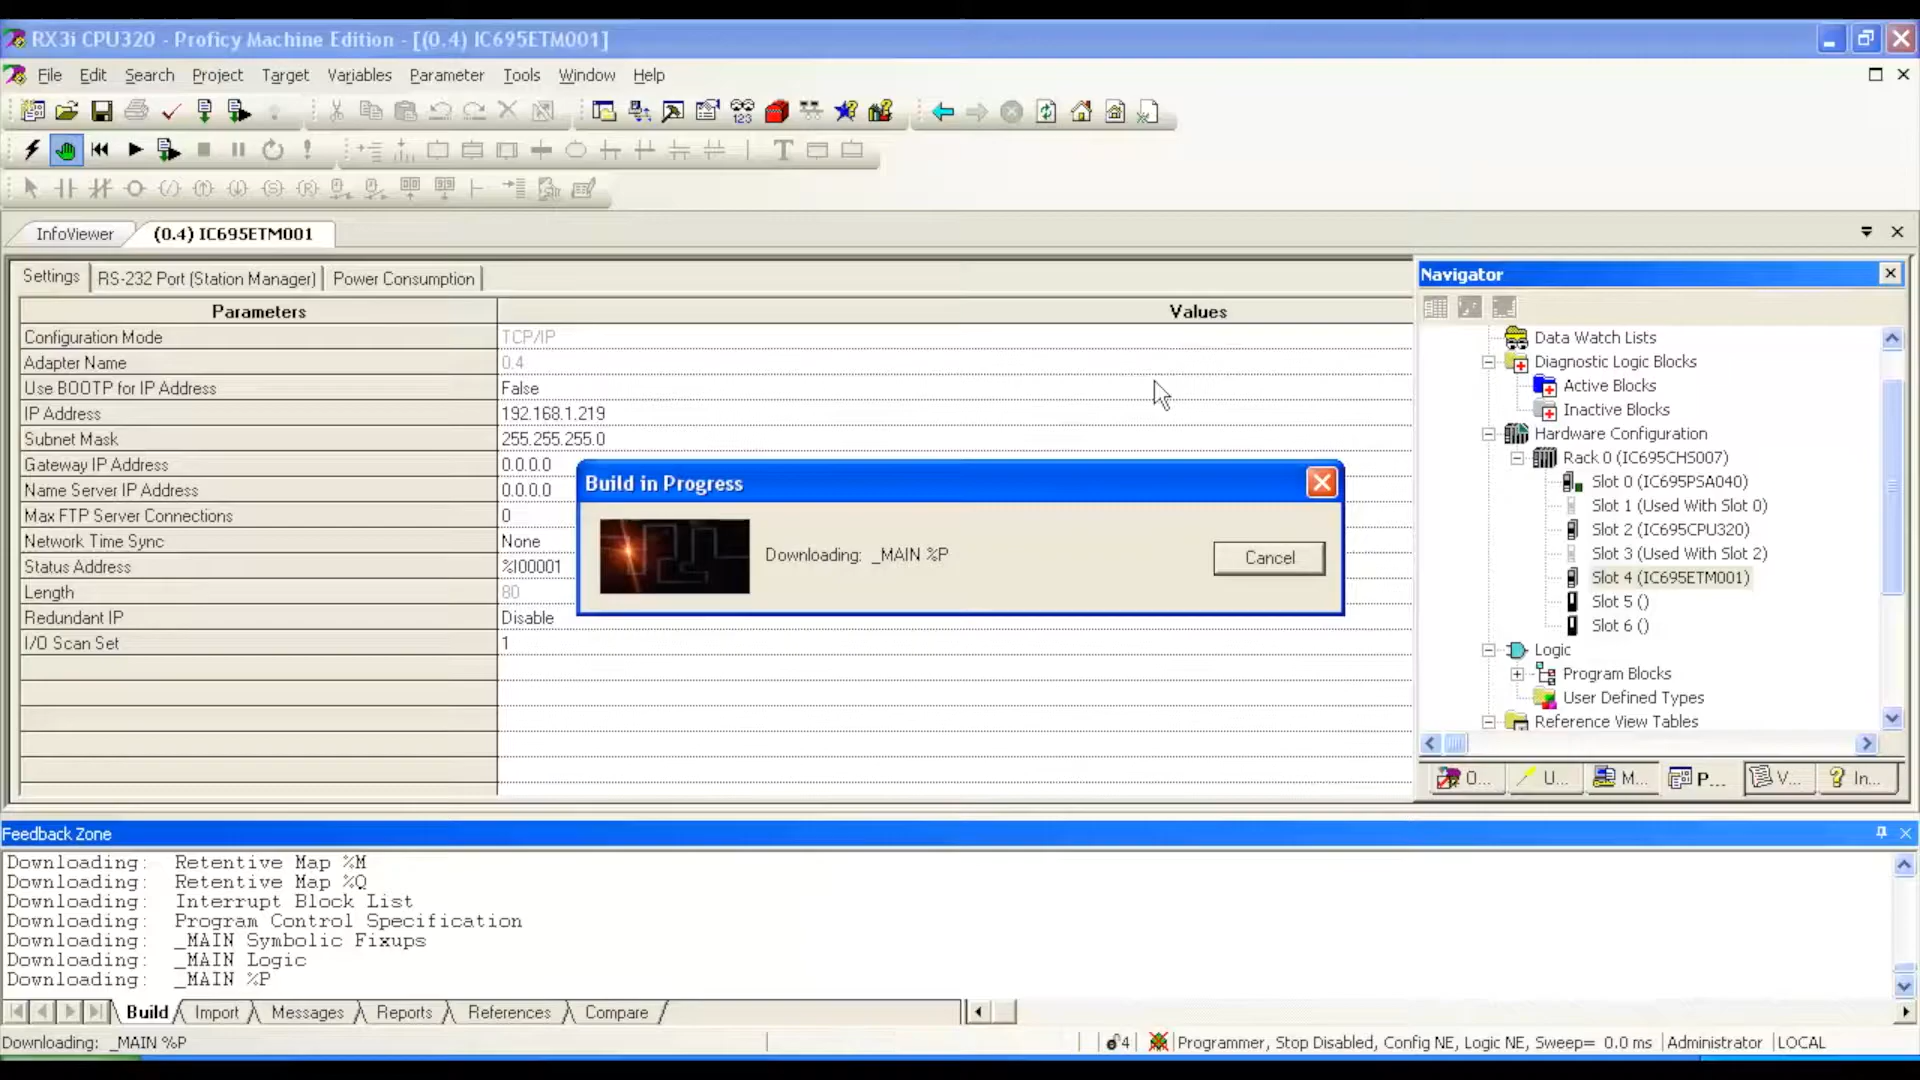 RX3i CPU320 - Proficy Machine Edition - [(0.4) IC695ETM001]
File Edit Search Project Target Variables Parameter Tools Window Help
InfoViewer (0.4) IC695ETM001
Settings RS-232 Port (Station Manager) Power Consumption
Parameters Values
Configuration Mode TCP/IP
Adapter Name 0.4
Use BOOTP for IP Address False
IP Address 192.168.1.219
Subnet Mask 255.255.255.0
Gateway IP Address 0.0.0.0
Name Server IP Address 0.0.0.0
Max FTP Server Connections 0
Network Time Sync None
Status Address %I00001
Length 80
Redundant IP Disable
I/O Scan Set 1
Build in Progress
Downloading: _MAIN %P
Cancel
Navigator
Data Watch Lists
Diagnostic Logic Blocks
Active Blocks
Inactive Blocks
Hardware Configuration
Rack 0 (IC695CHS007)
Slot 0 (IC695PSA040)
Slot 1 (Used With Slot 0)
Slot 2 (IC695CPU320)
Slot 3 (Used With Slot 2)
Slot 4 (IC695ETM001)
Slot 5 ()
Slot 6 ()
Logic
Program Blocks
User Defined Types
Reference View Tables
O... U... M... P... V... In...
Feedback Zone
Downloading: Retentive Map %M
Downloading: Retentive Map %Q
Downloading: Interrupt Block List
Downloading: Program Control Specification
Downloading: _MAIN Symbolic Fixups
Downloading: _MAIN Logic
Downloading: _MAIN %P
Build Import Messages Reports References Compare
Downloading: _MAIN %P 4 Programmer, Stop Disabled, Config NE, Logic NE, Sweep= 0.0 ms Administrator LOCAL